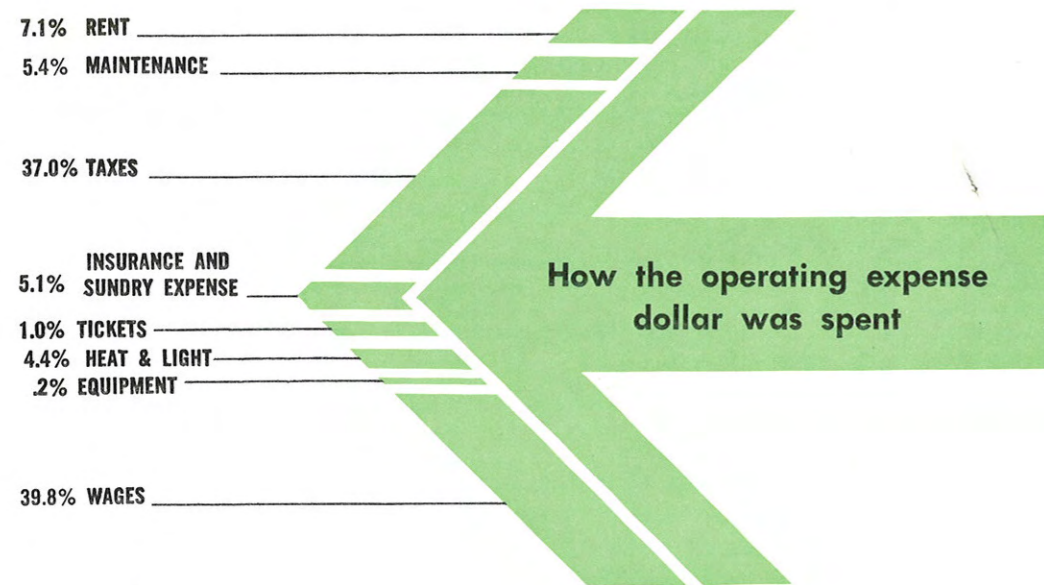 7.1% RENT
5.4% MAINTENANCE
37.0% TAXES
5.1% INSURANCE AND
SUNDRY EXPENSE
1.0% TICKETS
4.4% HEAT & LIGHT
.2% EQUIPMENT
39.8% WAGES
How the operating expense
dollar was spent